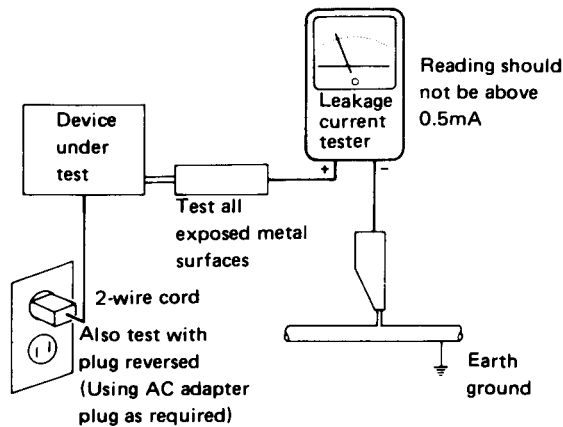 Device
under
test
Leakage
current
tester
+
-
Reading should
not be above
0.5mA
Test all
exposed metal
surfaces
2-wire cord
Also test with
plug reversed
(Using AC adapter
plug as required)
Earth
ground